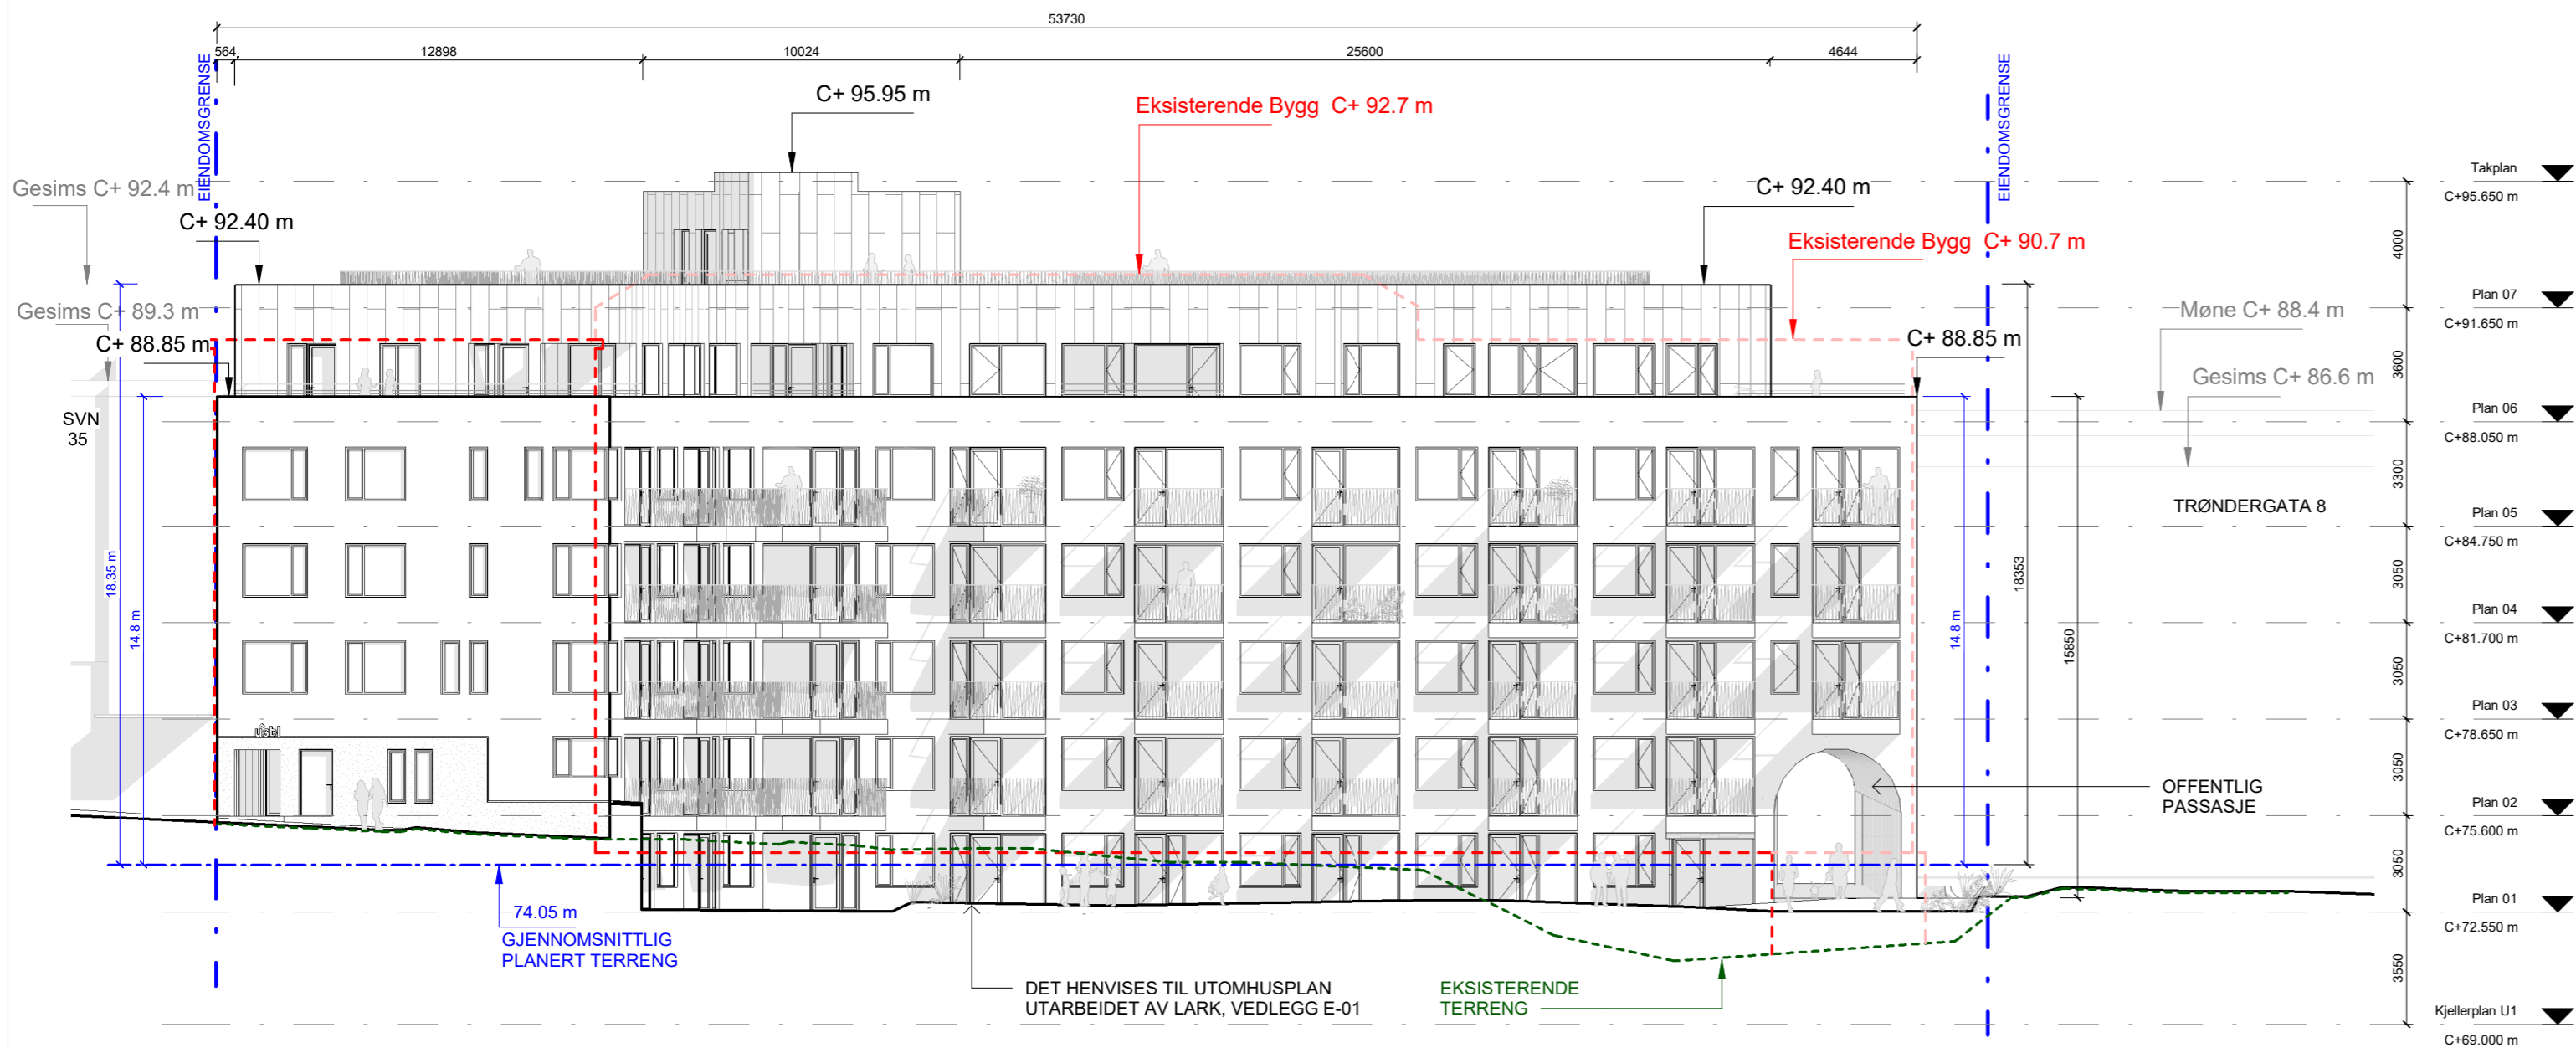 53730
564
12898
10024
25600
4644
EIENDOMSGRENSE
EIENDOMSGRENSE
C+ 95.95 m
Eksisterende Bygg C+ 92.7 m
Gesims C+ 92.4 m
C+ 92.40 m
C+ 92.40 m
Eksisterende Bygg C+ 90.7 m
Gesims C+ 89.3 m
C+ 88.85 m
C+ 88.85 m
Møne C+ 88.4 m
Gesims C+ 86.6 m
SVN
35
TRØNDERGATA 8
18.35 m
14.8 m
14.8 m
18353
15850
usbl
OFFENTLIG
PASSASJE
74.05 m
GJENNOMSNITTLIG
PLANERT TERRENG
DET HENVISES TIL UTOMHUSPLAN
UTARBEIDET AV LARK, VEDLEGG E-01
EKSISTERENDE
TERRENG
Takplan
C+95.650 m
4000
Plan 07
C+91.650 m
3600
Plan 06
C+88.050 m
3300
Plan 05
C+84.750 m
3050
Plan 04
C+81.700 m
3050
Plan 03
C+78.650 m
3050
Plan 02
C+75.600 m
3050
Plan 01
C+72.550 m
3550
Kjellerplan U1
C+69.000 m